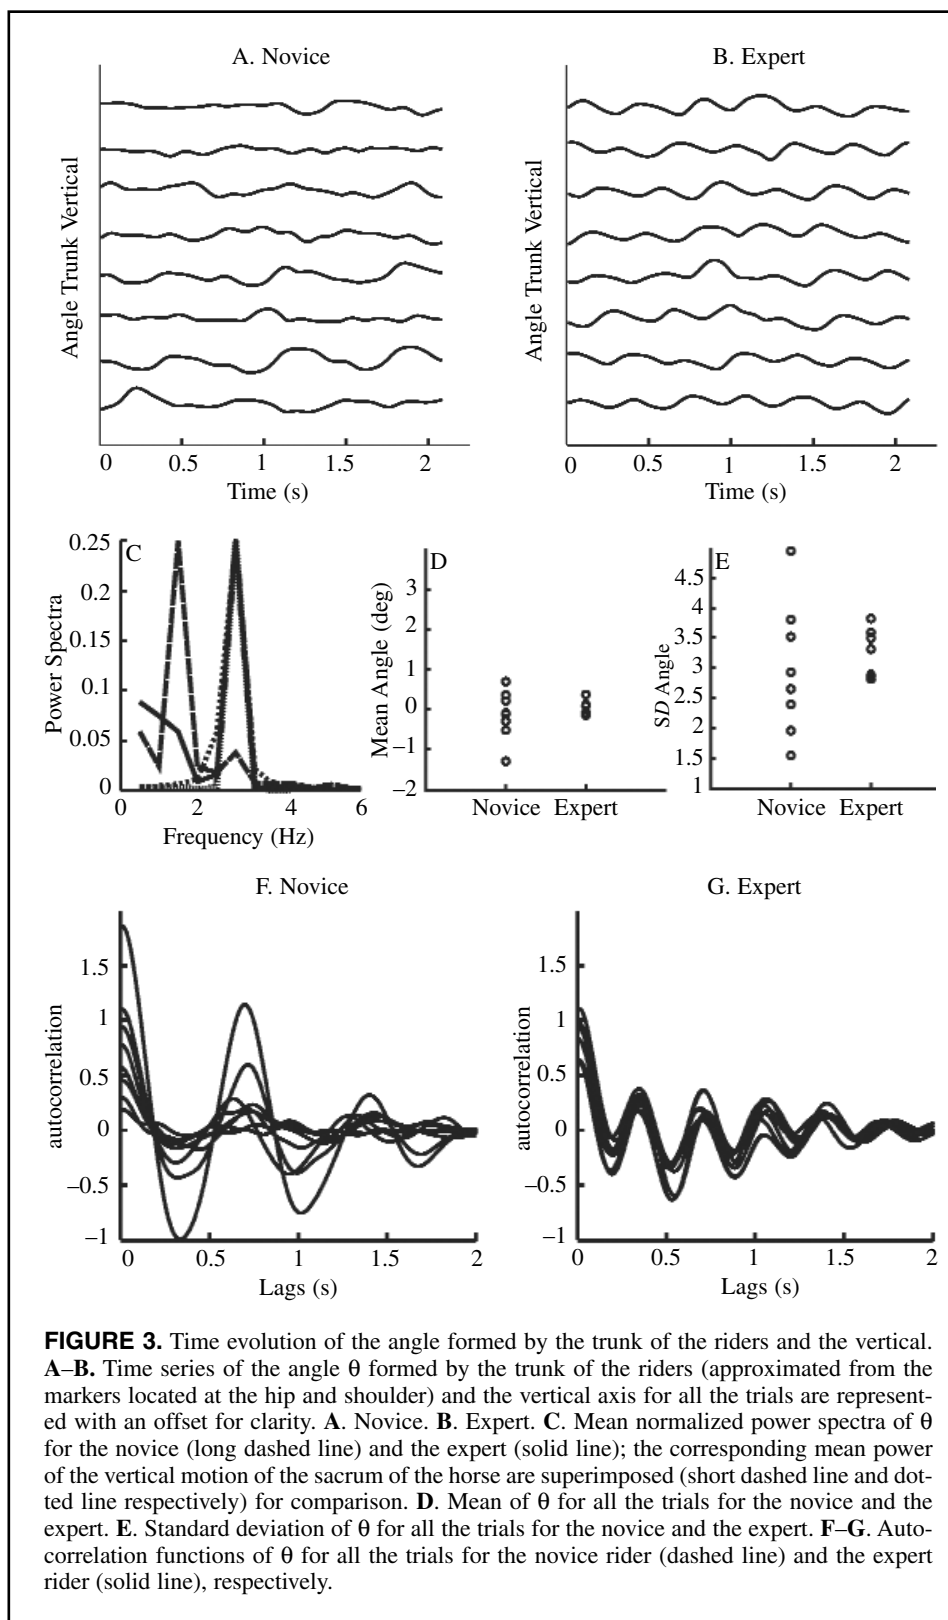 A. Novice
B. Expert
Angle Trunk Vertical
Angle Trunk Vertical
0 0.5 1 1.5 2
Time (s)
0 0.5 1 1.5 2
Time (s)
C
0.25
0.2
0.15
0.1
0.05
0
Power Spectra
0 2 4 6
Frequency (Hz)
D
3
2
1
0
−1
−2
Mean Angle (deg)
Novice Expert
E
4.5
4
3.5
3
2.5
2
1.5
1
SD Angle
Novice Expert
F. Novice
1.5
1
0.5
0
−0.5
−1
autocorrelation
0 0.5 1 1.5 2
Lags (s)
G. Expert
1.5
1
0.5
0
−0.5
−1
autocorrelation
0 0.5 1 1.5 2
Lags (s)
FIGURE 3. Time evolution of the angle formed by the trunk of the riders and the vertical.
A–B. Time series of the angle θ formed by the trunk of the riders (approximated from the
markers located at the hip and shoulder) and the vertical axis for all the trials are represent-
ed with an offset for clarity. A. Novice. B. Expert. C. Mean normalized power spectra of θ
for the novice (long dashed line) and the expert (solid line); the corresponding mean power
of the vertical motion of the sacrum of the horse are superimposed (short dashed line and dot-
ted line respectively) for comparison. D. Mean of θ for all the trials for the novice and the
expert. E. Standard deviation of θ for all the trials for the novice and the expert. F–G. Auto-
correlation functions of θ for all the trials for the novice rider (dashed line) and the expert
rider (solid line), respectively.